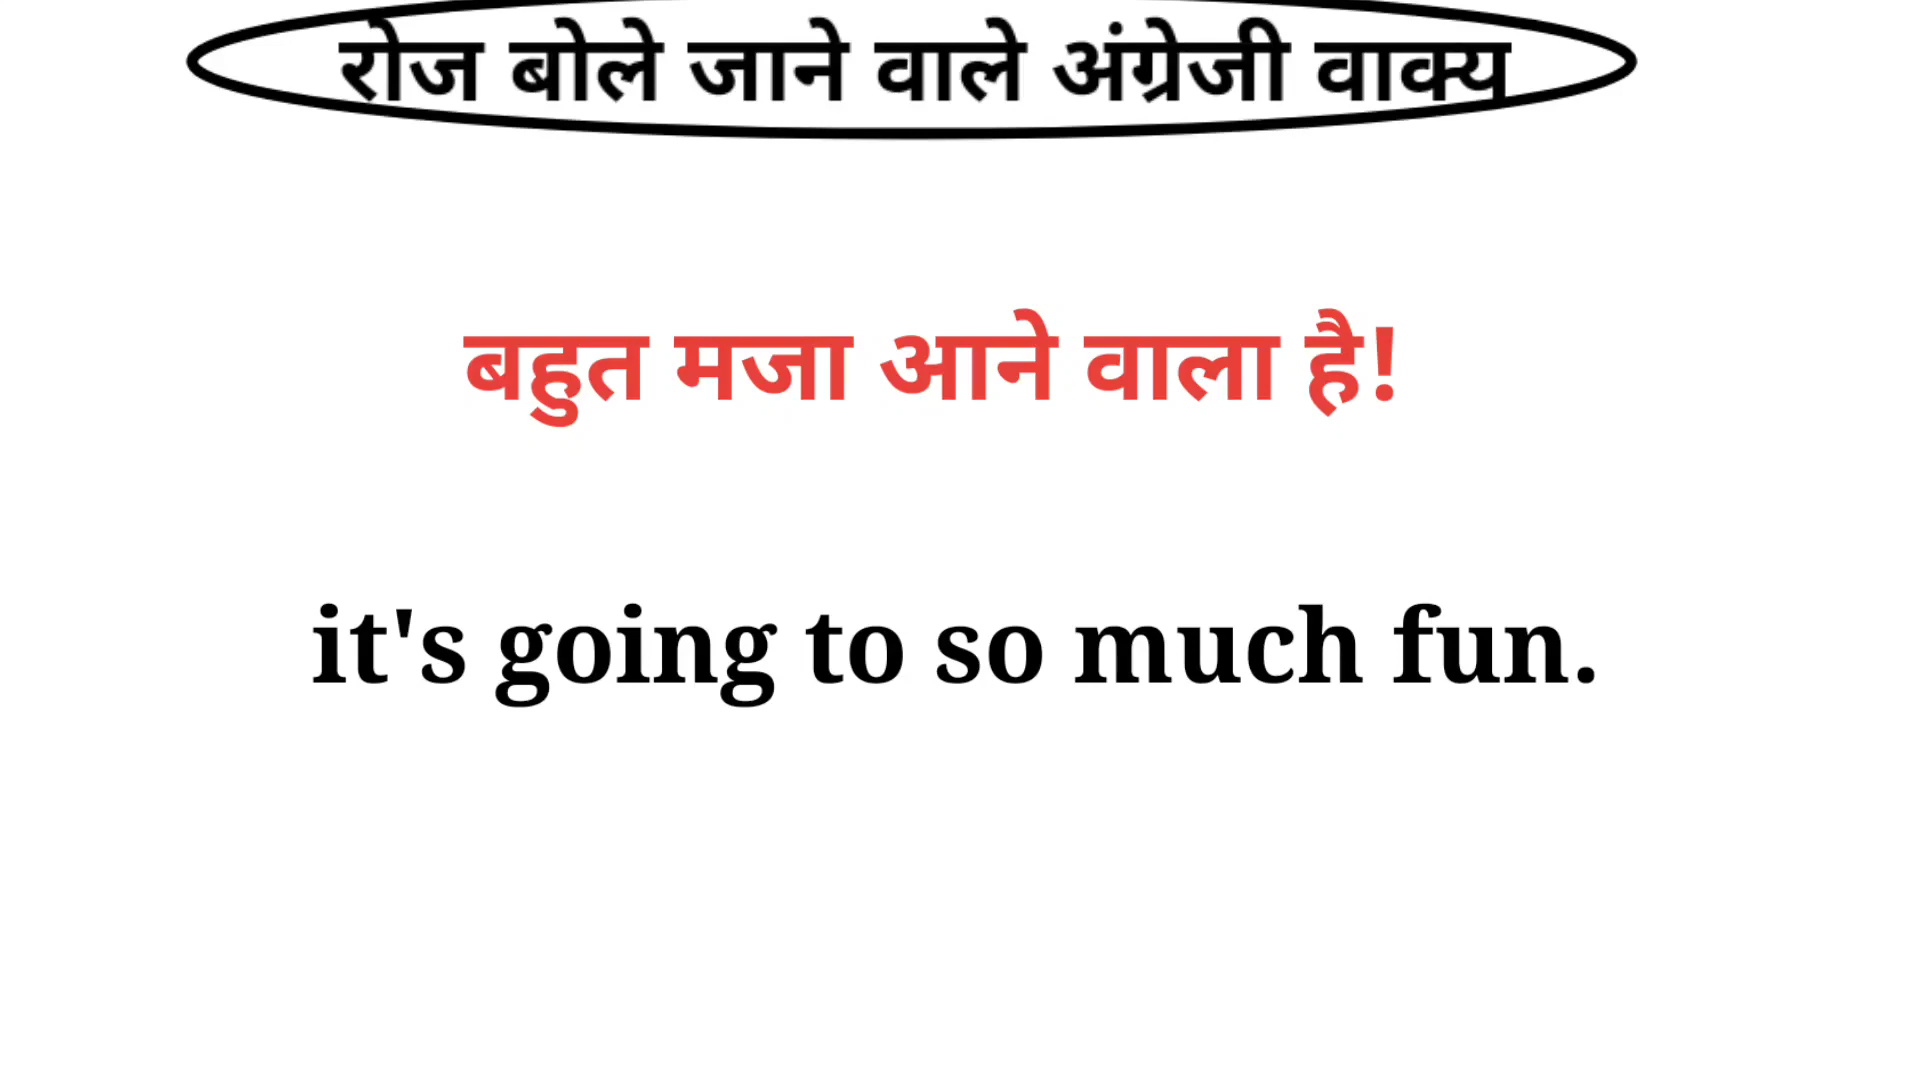 रोज बोले जाने वाले अंग्रेजी वाक्य
बहुत मजा आने वाला है!
it's going to so much fun.